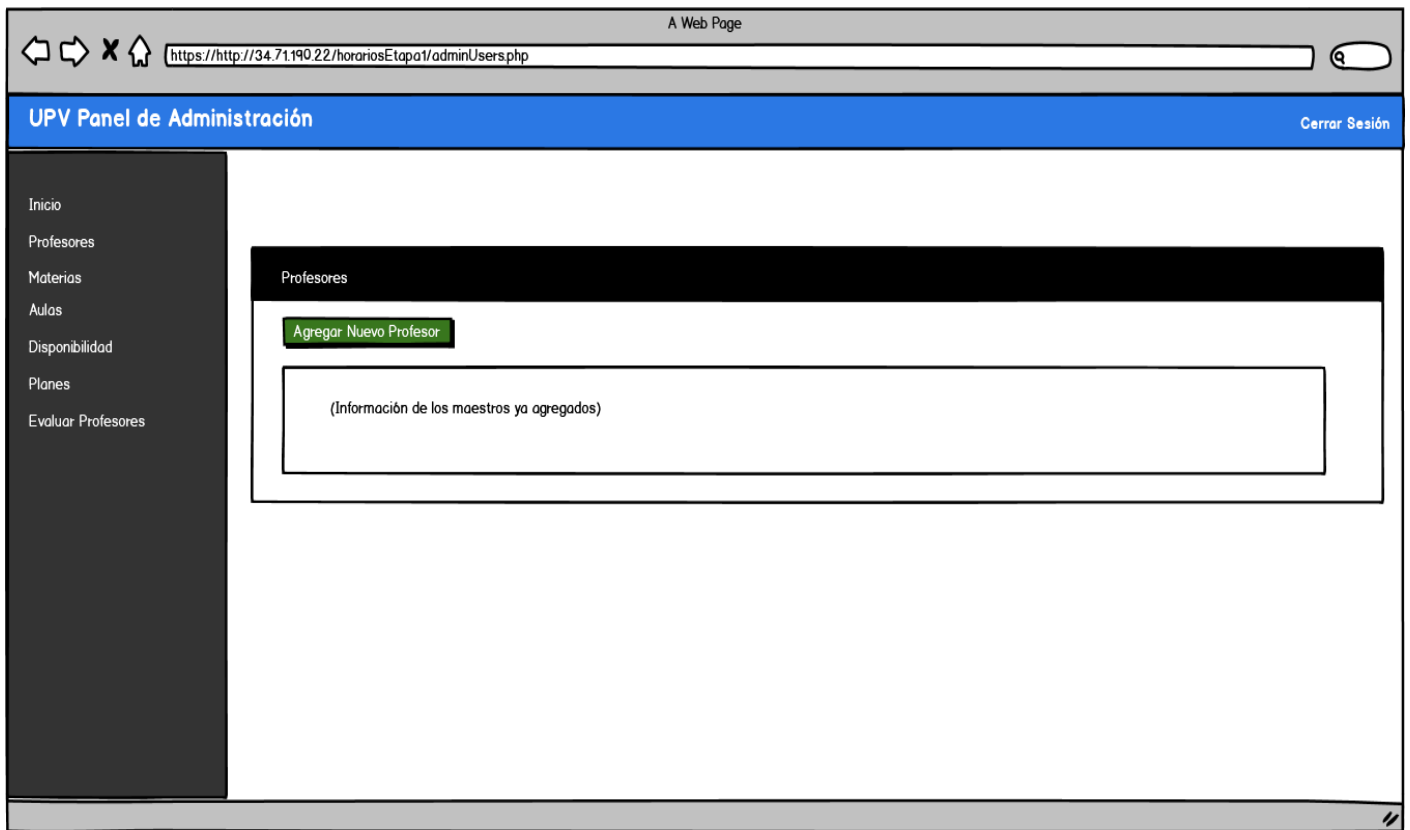 A Web Page
https://http://34.71.190.22/horariosEtapa1/adminUsers.php
UPV Panel de Administración
Cerrar Sesión
Inicio
Profesores
Materias
Aulas
Disponibilidad
Planes
Evaluar Profesores
Profesores
Agregar Nuevo Profesor
(Información de los maestros ya agregados)